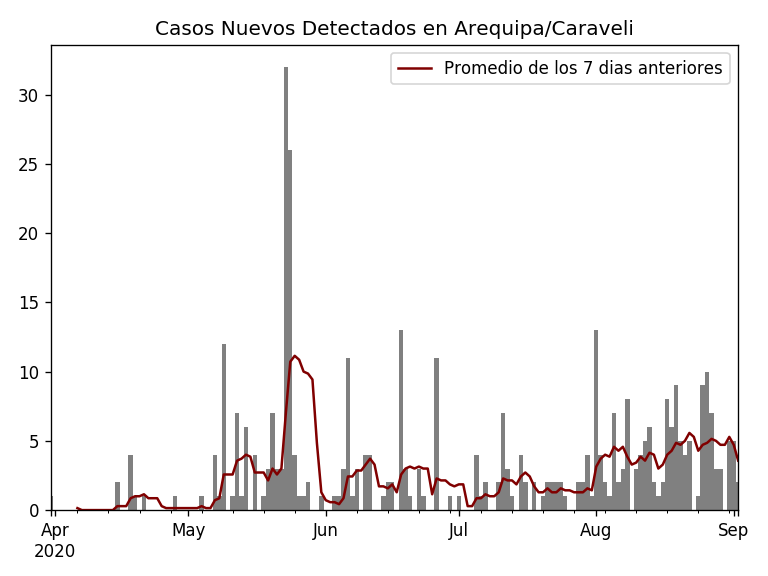 Casos Nuevos Detectados en Arequipa/Caraveli
Promedio de los 7 dias anteriores
30
25
20
15
10
5
0
Apr May Jun Jul Aug Sep
2020